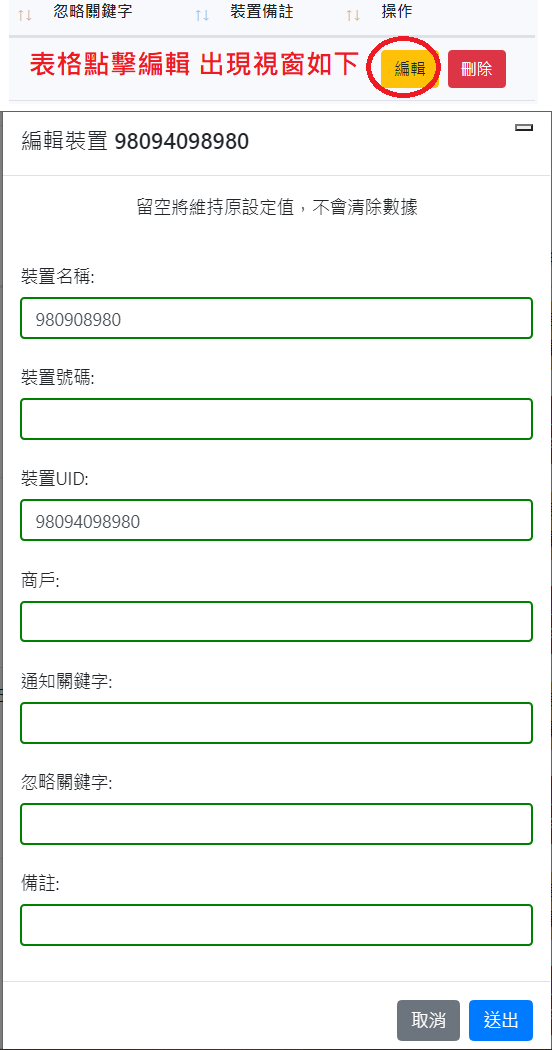 ↑↓ 忽略關鍵字 ↑↓ 裝置備註 ↑↓ 操作
表格點擊編輯 出現視窗如下 編輯 刪除
編輯裝置 98094098980
留空將維持原設定值，不會清除數據
裝置名稱:
980908980
裝置號碼:
裝置UID:
98094098980
商戶:
通知關鍵字:
忽略關鍵字:
備註:
取消 送出